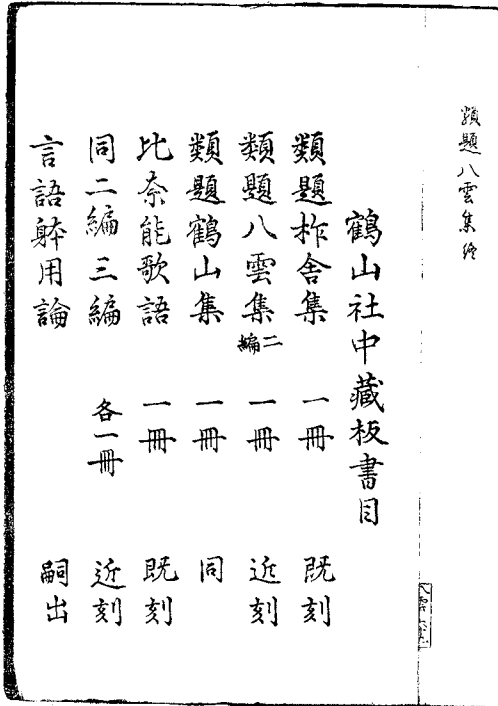 類題八雲集終
鶴山社中藏板書目
類題柞舎集 一冊 既刻
類題八雲集二編 一冊 近刻
類題鶴山集 一冊 同
比奈能歌語 一冊 既刻
同二編三編 各一冊 近刻
言語躰用論 嗣出